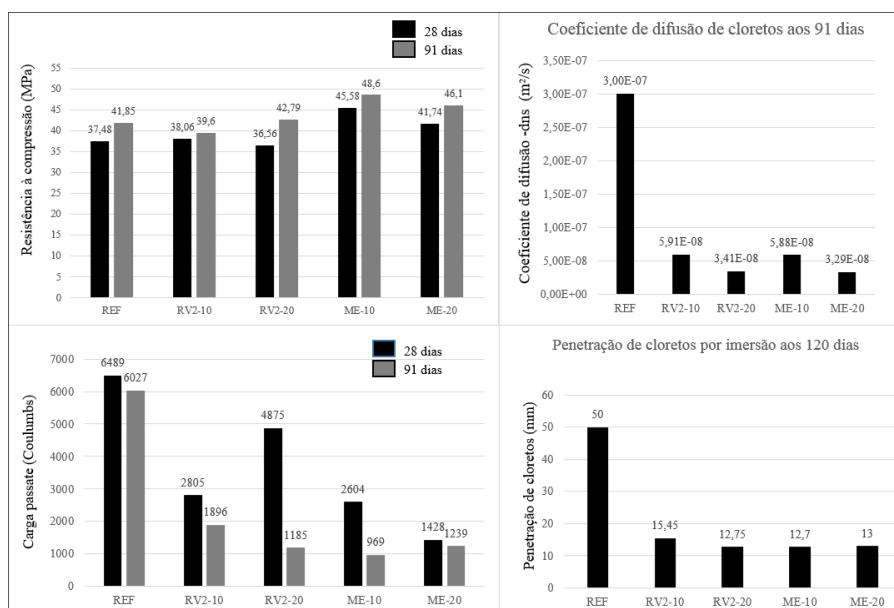 28 dias
91 dias
Resistência à compressão (MPa)
55
50
45
40
35
30
25
20
15
10
5
0
37,48
41,85
38,06
39,6
36,56
42,79
45,58
48,6
41,74
46,1
REF
RV2-10
RV2-20
ME-10
ME-20
Coeficiente de difusão de cloretos aos 91 dias
Coeficiente de difusão -dns (m²/s)
3,50E-07
3,00E-07
2,50E-07
2,00E-07
1,50E-07
1,00E-07
5,00E-08
0,00E+00
3,00E-07
5,91E-08
3,41E-08
5,88E-08
3,29E-08
REF
RV2-10
RV2-20
ME-10
ME-20
28 dias
91 dias
Carga passate (Coulumbs)
7000
6000
5000
4000
3000
2000
1000
0
6489
6027
2805
1896
4875
1185
2604
969
1428
1239
REF
RV2-10
RV2-20
ME-10
ME-20
Penetração de cloretos por imersão aos 120 dias
Penetração de cloretos (mm)
60
50
40
30
20
10
0
50
15,45
12,75
12,7
13
REF
RV2-10
RV2-20
ME-10
ME-20